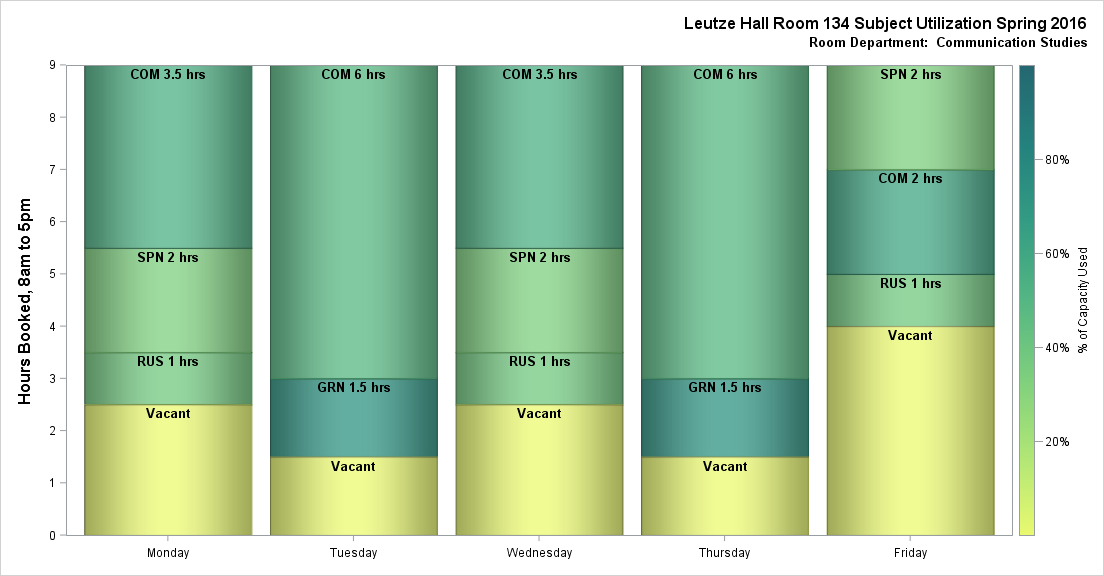 Leutze Hall Room 134 Subject Utilization Spring 2016
Room Department:  Communication Studies
Hours Booked, 8am to 5pm
9
8
7
6
5
4
3
2
1
0
COM 3.5 hrs
SPN 2 hrs
RUS 1 hrs
Vacant
Monday
COM 6 hrs
GRN 1.5 hrs
Vacant
Tuesday
COM 3.5 hrs
SPN 2 hrs
RUS 1 hrs
Vacant
Wednesday
COM 6 hrs
GRN 1.5 hrs
Vacant
Thursday
SPN 2 hrs
COM 2 hrs
RUS 1 hrs
Vacant
Friday
80%
60%
40%
20%
% of Capacity Used